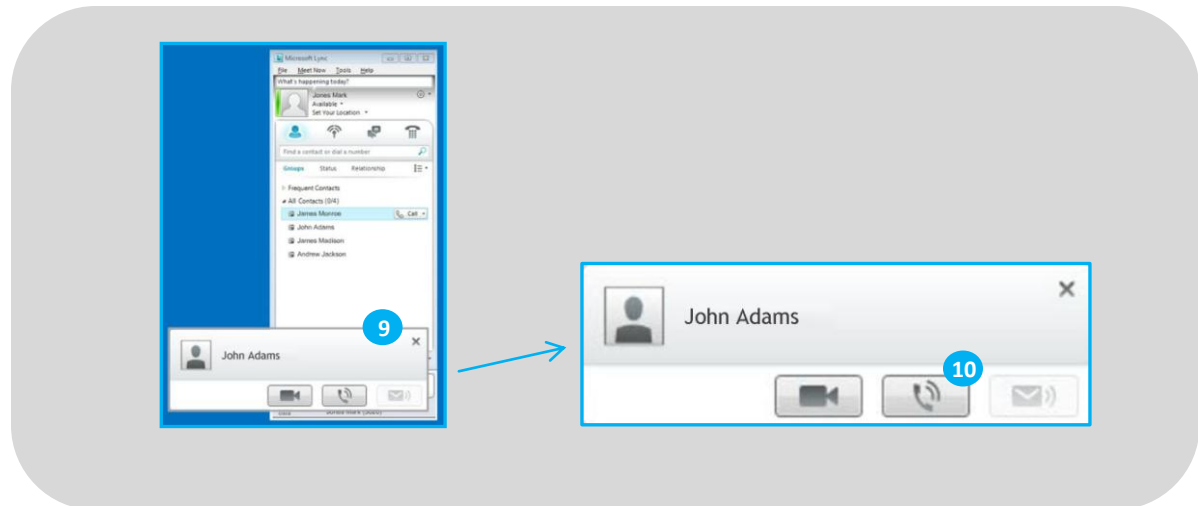 Microsoft Lync
File Meet Now Tools Help
What's happening today?
Jones Mark
Available
Set Your Location
Find a contact or dial a number
Groups Status Relationship
Frequent Contacts
All Contacts (0/4)
James Monroe Call
John Adams
James Madison
Andrew Jackson
9
John Adams
John Adams
10